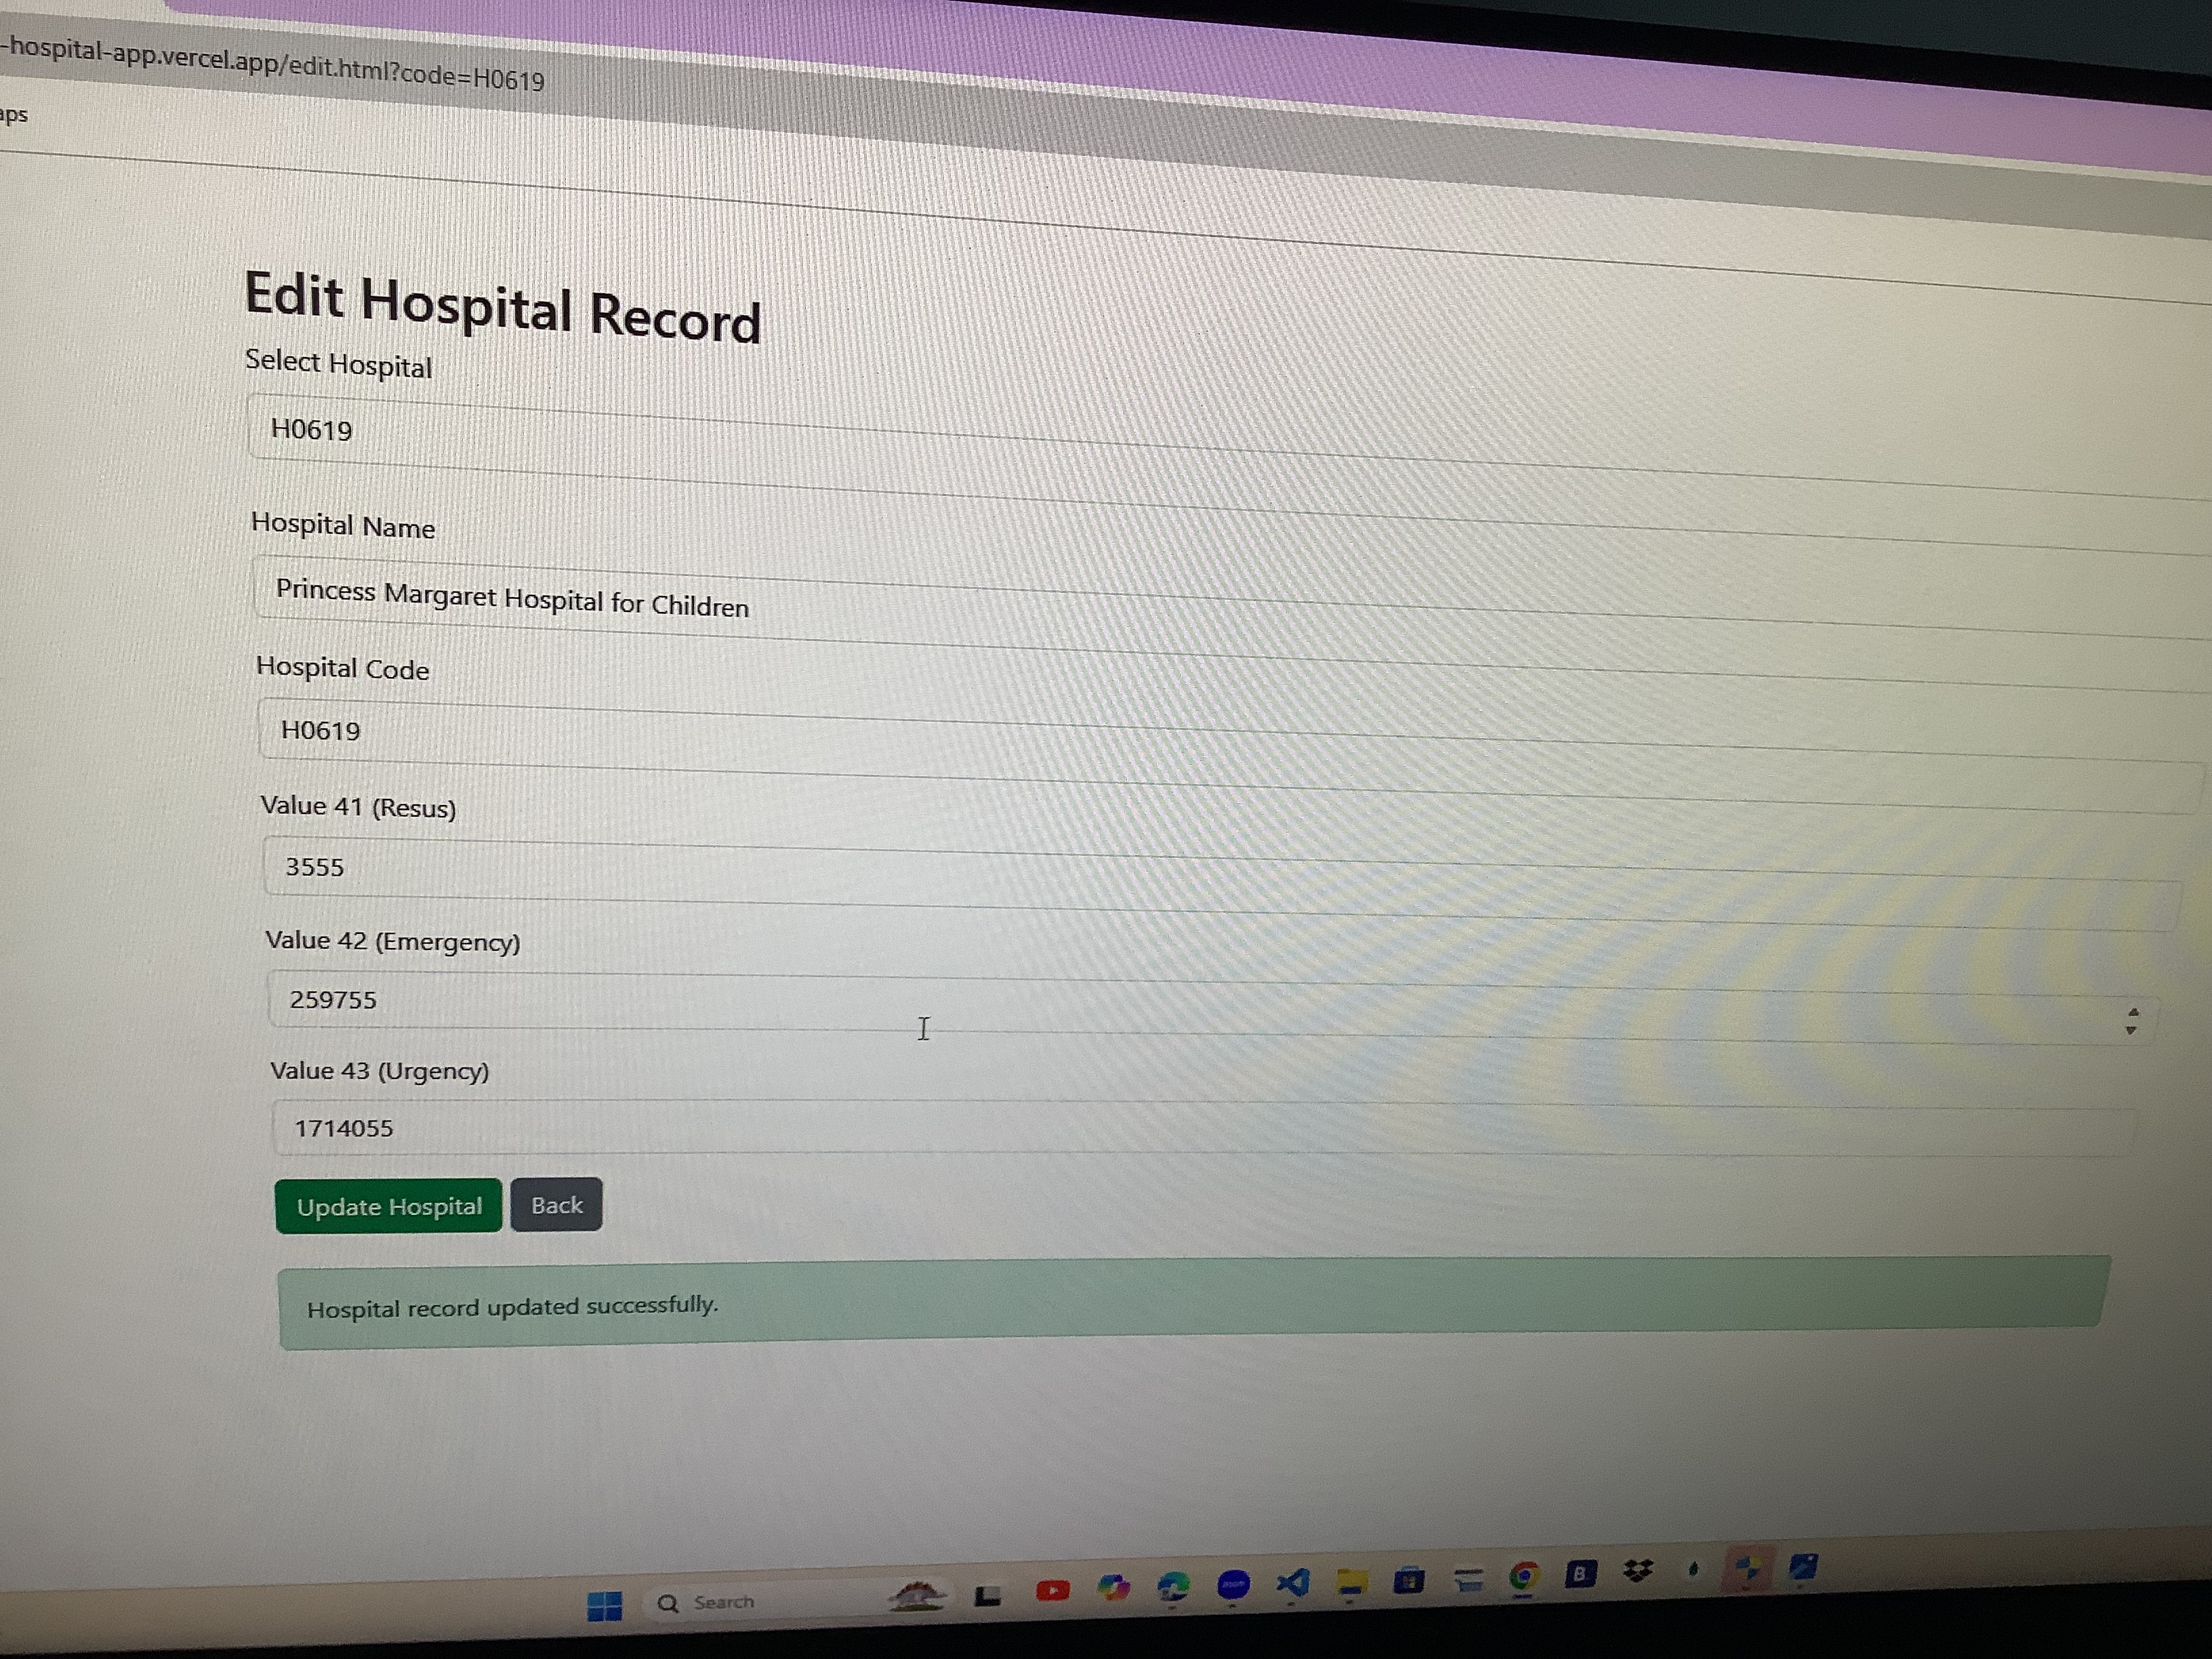 -hospital-app.vercel.app/edit.html?code=H0619
aps
Edit Hospital Record
Select Hospital
H0619
Hospital Name
Princess Margaret Hospital for Children
Hospital Code
H0619
Value 41 (Resus)
3555
Value 42 (Emergency)
259755
Value 43 (Urgency)
1714055
Update Hospital Back
Hospital record updated successfully.
Search
zoom
B.